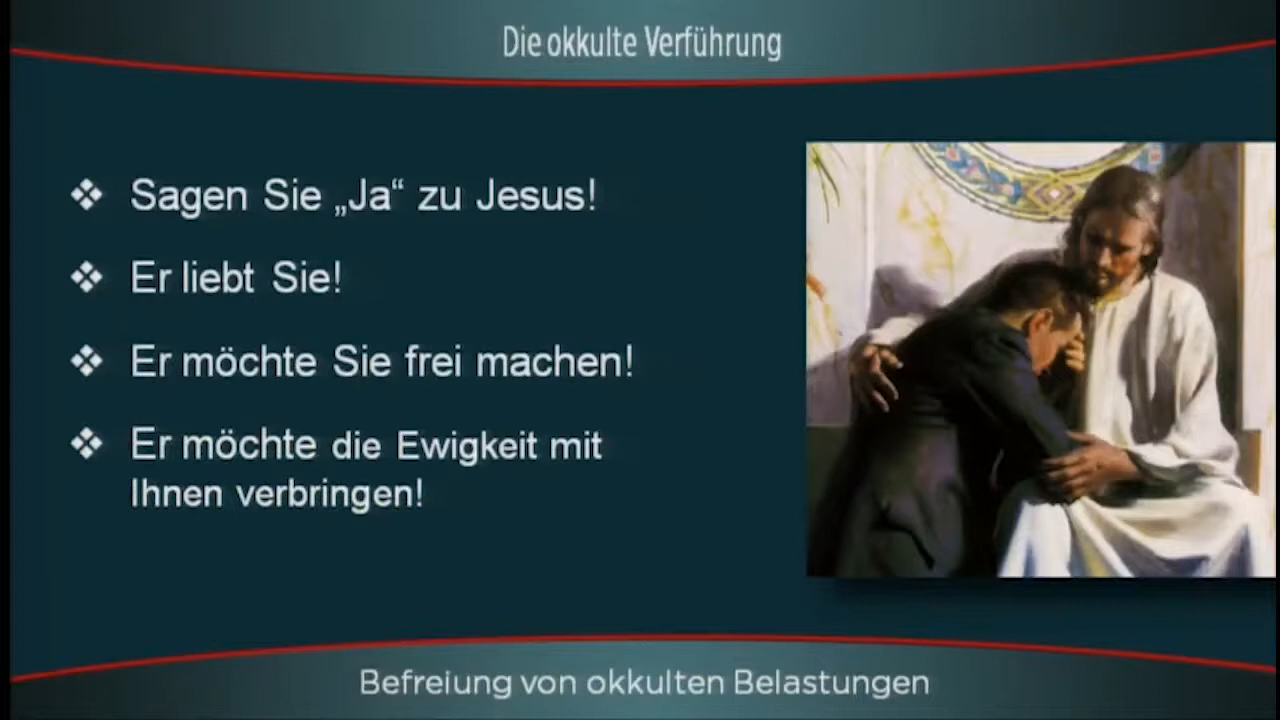 Die okkulte Verführung
❖ Sagen Sie „Ja“ zu Jesus!
❖ Er liebt Sie!
❖ Er möchte Sie frei machen!
❖ Er möchte die Ewigkeit mit
Ihnen verbringen!
Befreiung von okkulten Belastungen